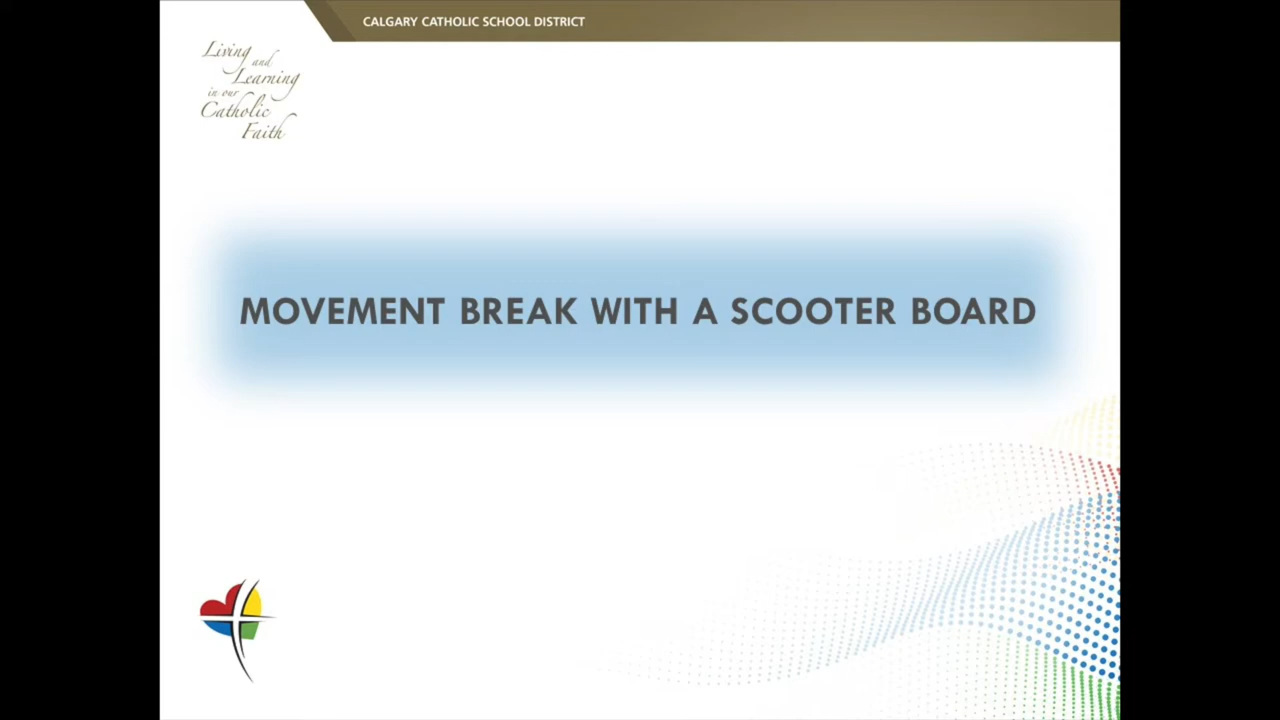 CALGARY CATHOLIC SCHOOL DISTRICT
Living
and
Learning
in our
Catholic
Faith
MOVEMENT BREAK WITH A SCOOTER BOARD